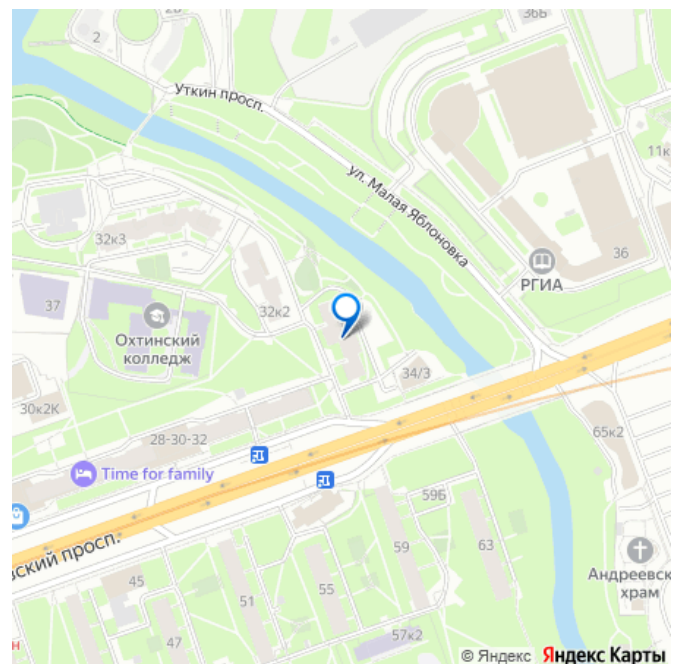 36Б
2
Уткин просп.
ул. Малая Яблоновка
11к
32к3
36
РГИА
37
32к2
Охтинский
колледж
34/3
30к2К
28-30-32
65к2
Time for family
59Б
вский просп.
59
63
45
55
51
Андреевск
храм
57к2
47
н
© Яндекс Яндекс Карты